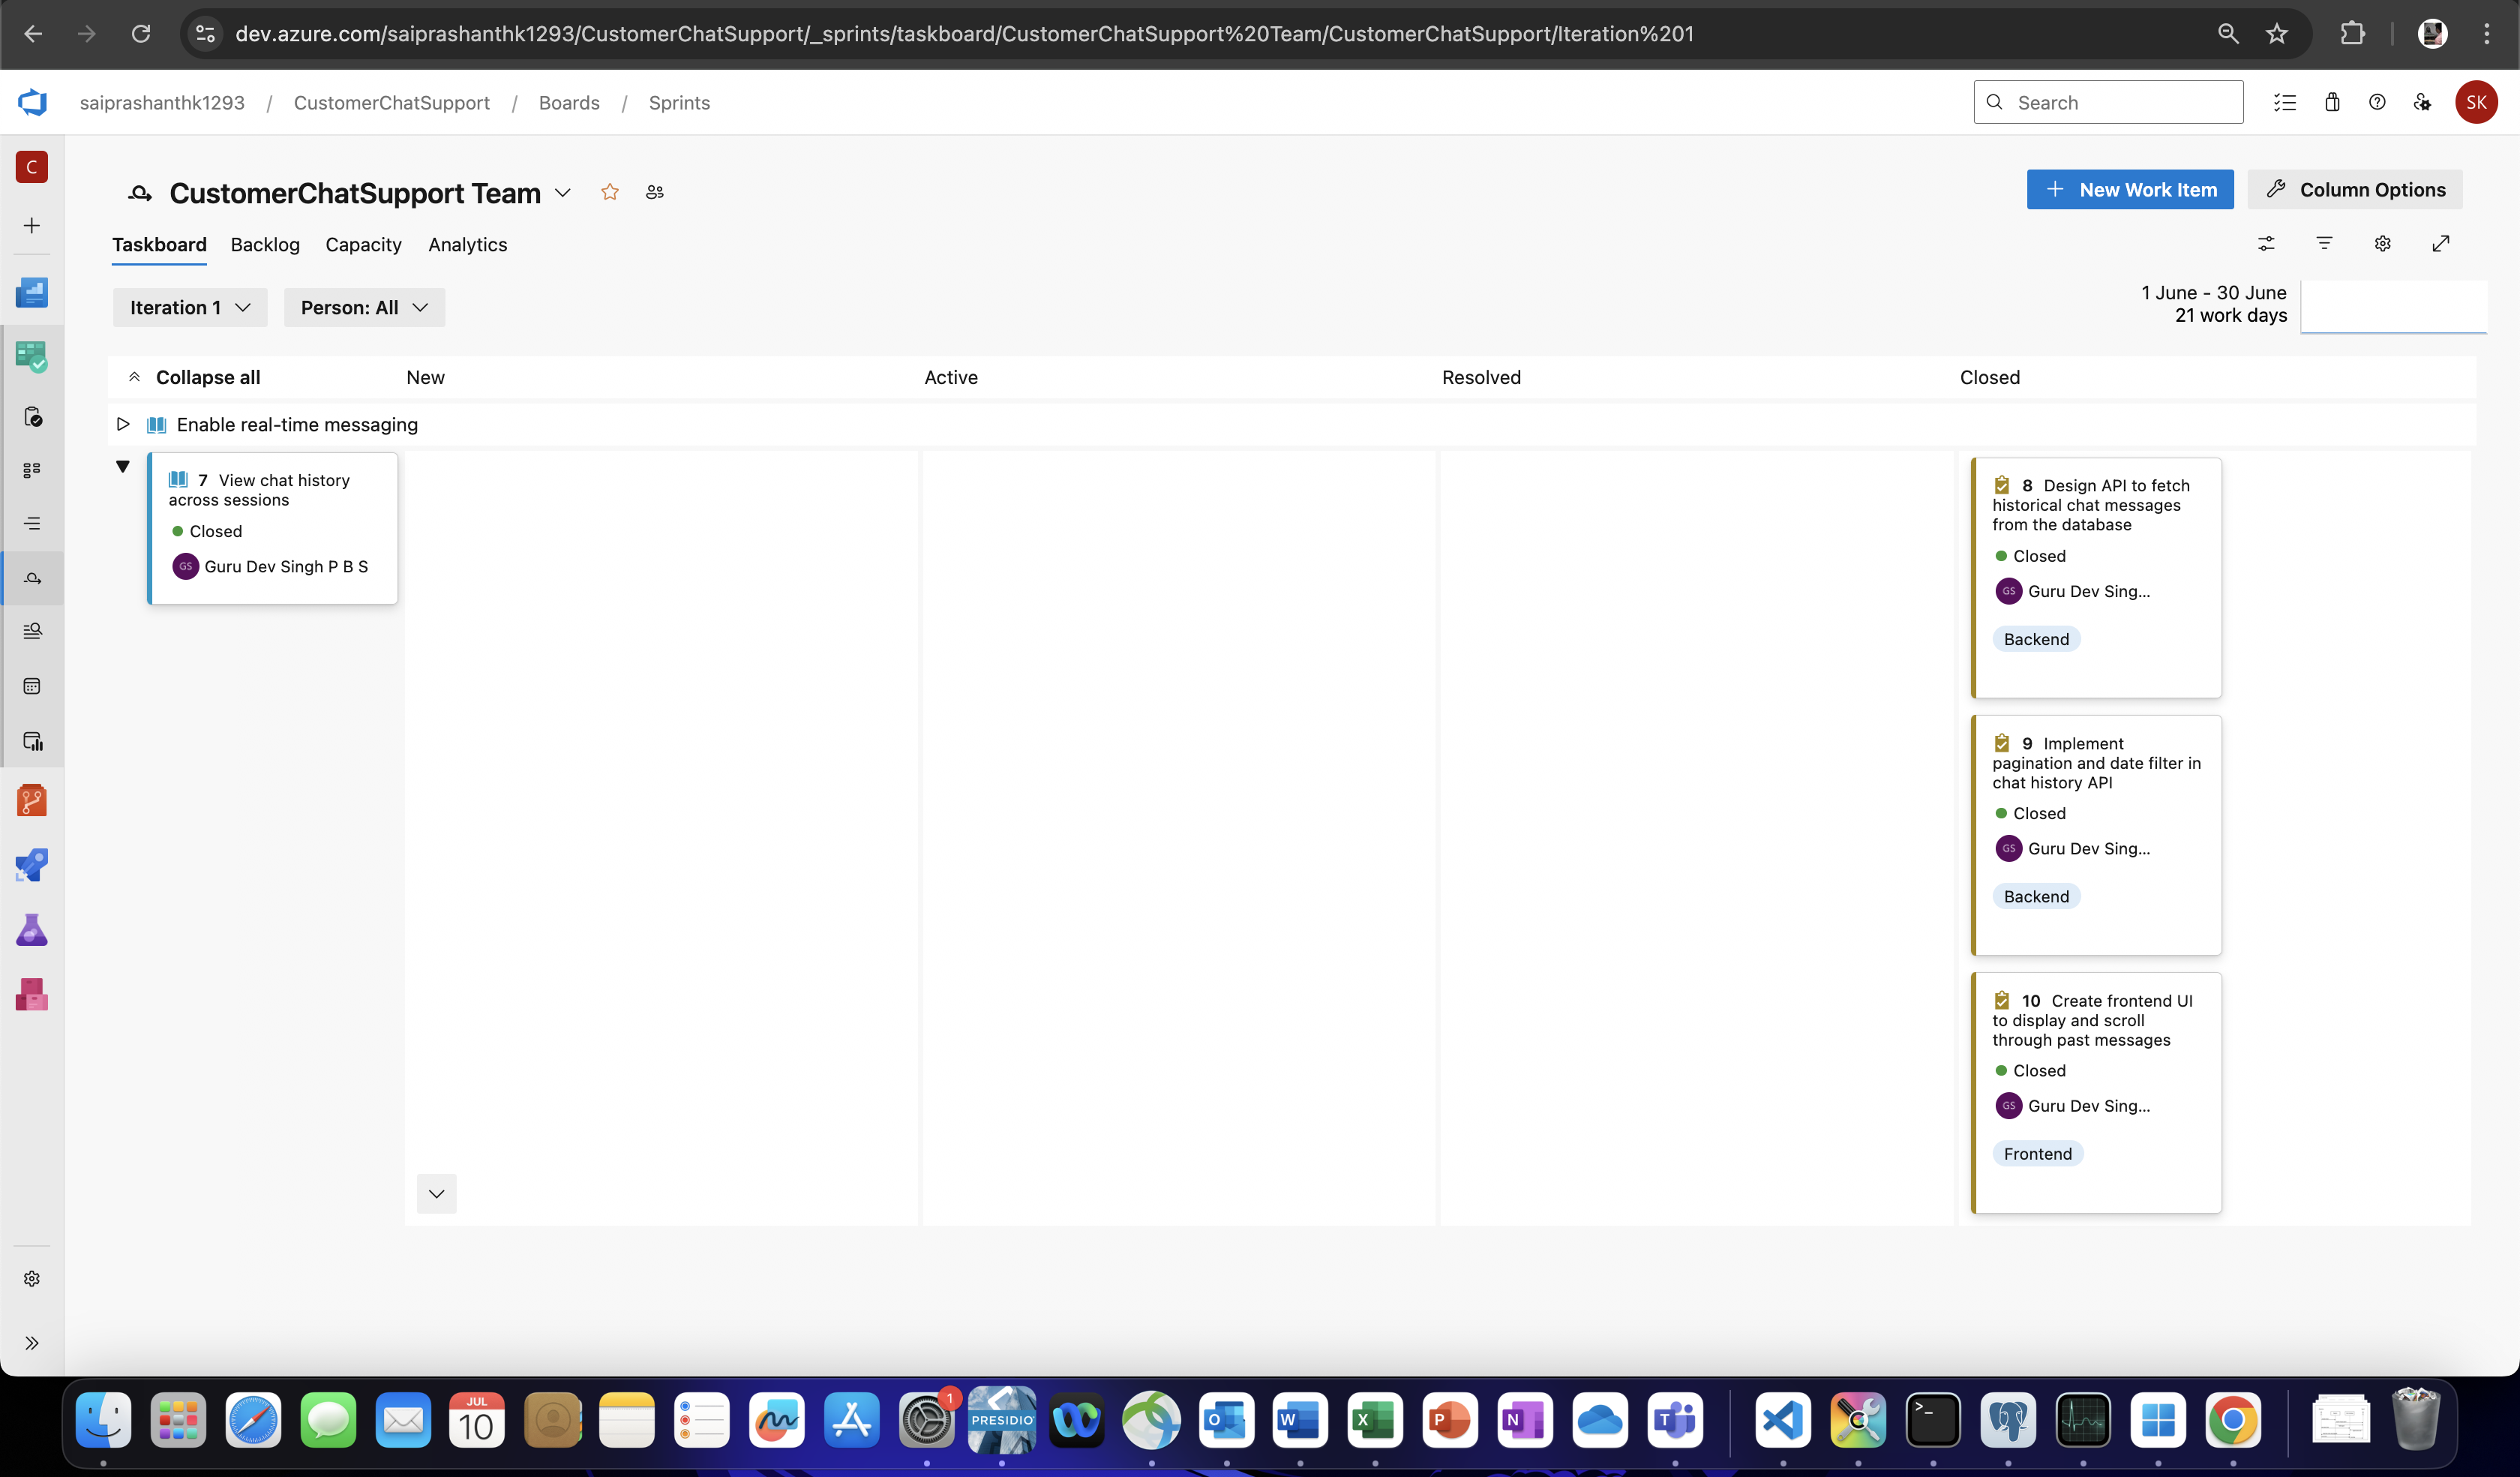 dev.azure.com/saiprashanthk1293/CustomerChatSupport/_sprints/taskboard/CustomerChatSupport%20Team/CustomerChatSupport/Iteration%201
saiprashanthk1293 / CustomerChatSupport / Boards / Sprints
Search
SK
C
CustomerChatSupport Team
New Work Item
Column Options
Taskboard Backlog Capacity Analytics
Iteration 1
Person: All
1 June - 30 June
21 work days
Collapse all
New
Active
Resolved
Closed
Enable real-time messaging
7 View chat history
across sessions
Closed
GS Guru Dev Singh P B S
8 Design API to fetch
historical chat messages
from the database
Closed
GS Guru Dev Sing...
Backend
9 Implement
pagination and date filter in
chat history API
Closed
GS Guru Dev Sing...
Backend
10 Create frontend UI
to display and scroll
through past messages
Closed
GS Guru Dev Sing...
Frontend
JUL
10
1
PRESIDIO
O
W
X
P
N
T
>_